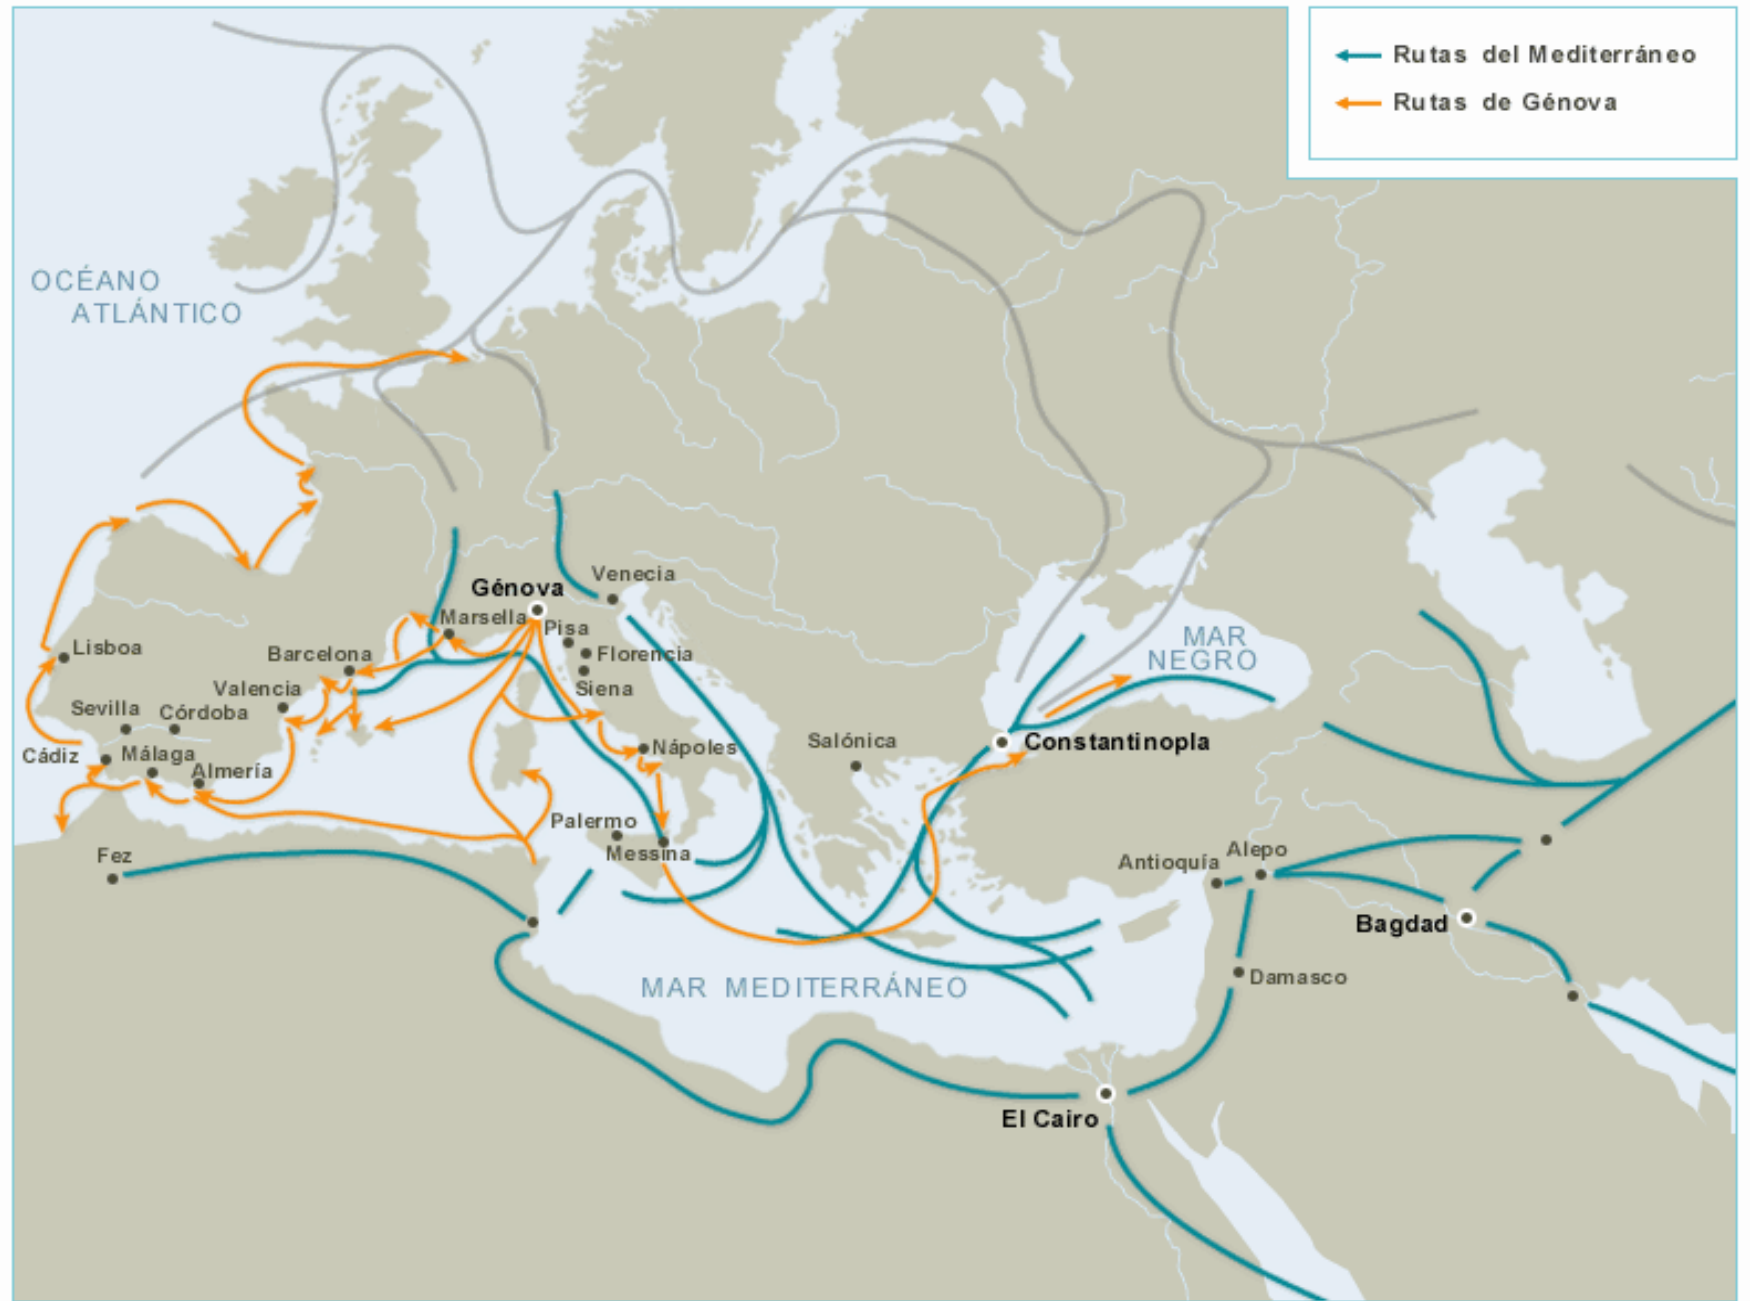 Rutas del Mediterráneo
Rutas de Génova
OCÉANO
ATLÁNTICO
Génova
Venecia
Marsella
Pisa
Lisboa
Barcelona
Florencia
MAR
NEGRO
Valencia
Siena
Sevilla
Córdoba
Cádiz
Málaga
Nápoles
Salónica
Constantinopla
Almería
Palermo
Messina
Fez
Antioquía
Alepo
Bagdad
MAR MEDITERRÁNEO
Damasco
El Cairo